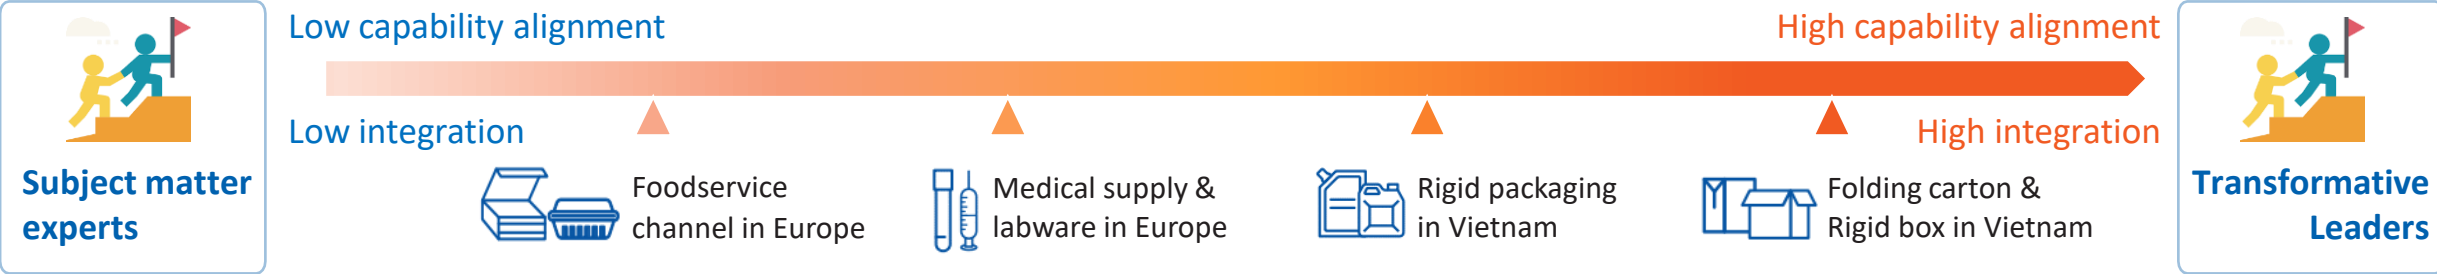 Subject matter
experts
Low capability alignment
High capability alignment
Low integration
High integration
Foodservice
channel in Europe
Medical supply &
labware in Europe
Rigid packaging
in Vietnam
Folding carton &
Rigid box in Vietnam
Transformative
Leaders